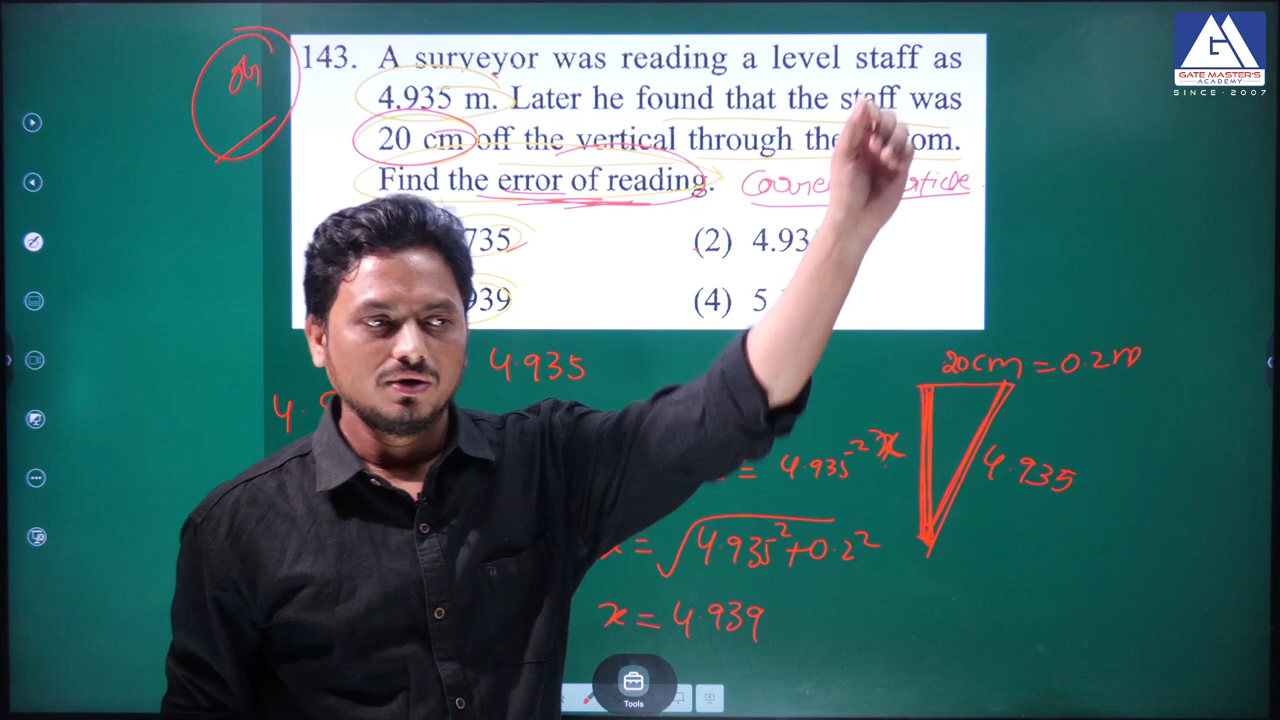 143. A surveyor was reading a level staff as
4.935 m. Later he found that the staff was
20 cm off the vertical through the
Find the error of reading.
735
(2) 4.93
939
(4) 5
GATE MASTER'S
ACADEMY
SINCE-2007
4.935
20cm = 0.2m
= 4.935²
4.935
x = √4.935²+0.2²
x = 4.939
Tools